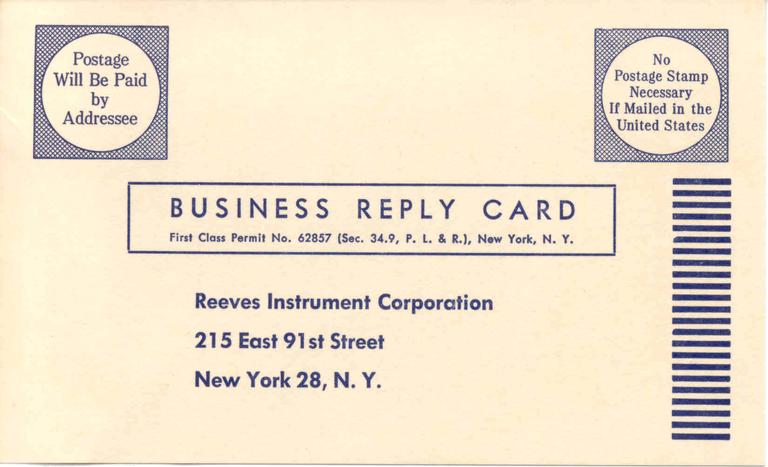 Postage
Will Be Paid
by
Addressee
No
Postage Stamp
Necessary
If Mailed in the
United States
BUSINESS REPLY CARD
First Class Permit No. 62857 (Sec. 34.9, P. L. & R.), New York, N. Y.
Reeves Instrument Corporation
215 East 91st Street
New York 28, N. Y.